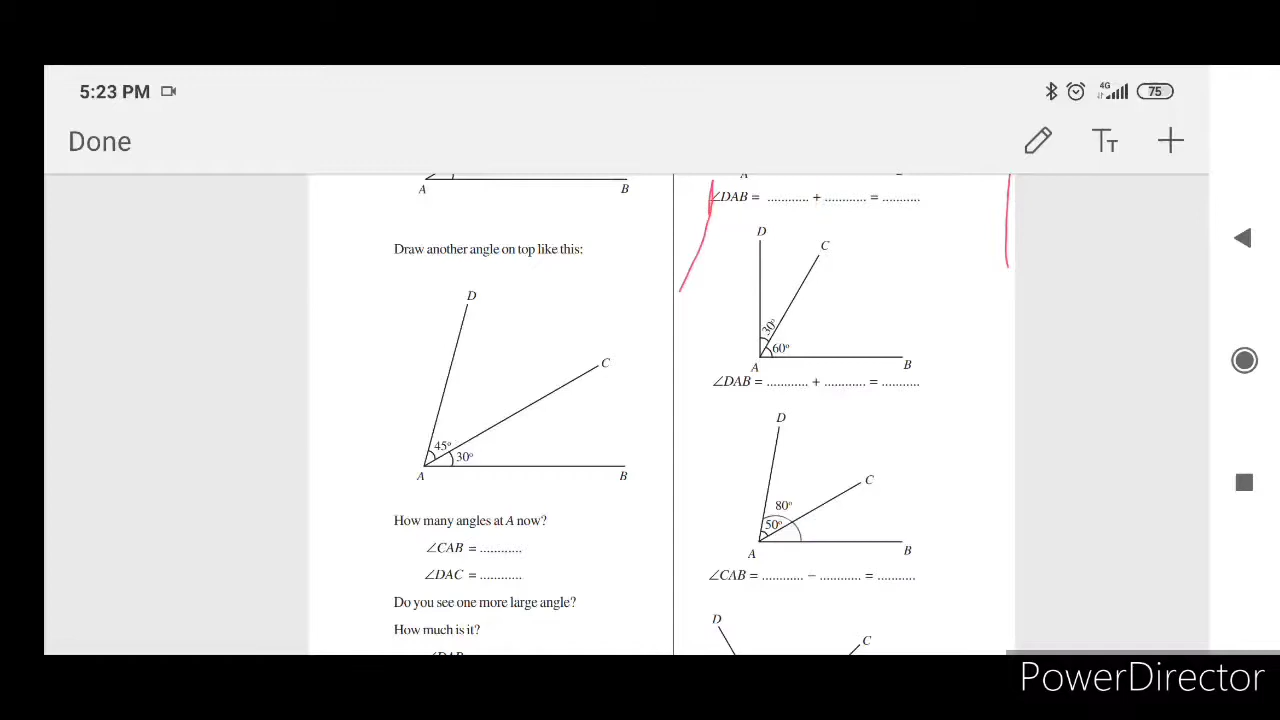 5:23 PM
4G
75
Done
A
B
Draw another angle on top like this:
D
C
45°
30°
A
B
How many angles at A now?
∠CAB = ............
∠DAC = ............
Do you see one more large angle?
How much is it?
∠DAB
A
∠DAB = ............ + ............ = ...........
D
C
30°
60°
A
B
∠DAB = ............ + ............ = ...........
D
C
80°
50°
A
B
∠CAB = ............ − ............ = ...........
D
C
PowerDirector